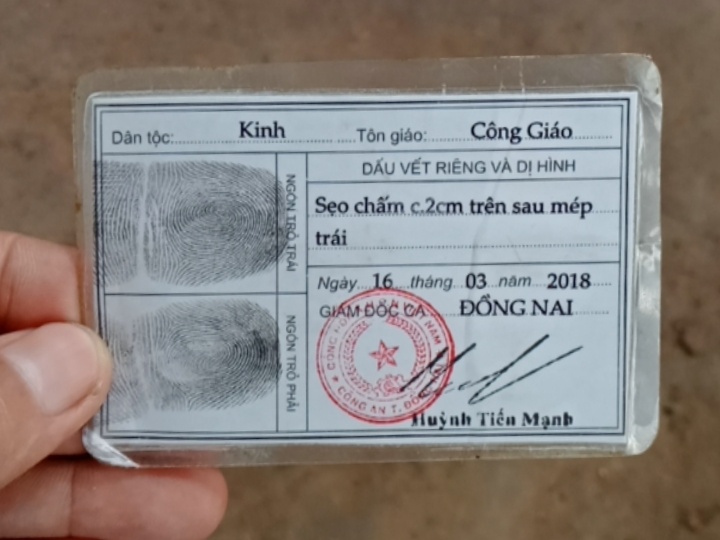 Dân tộc: Kinh Tôn giáo: Công Giáo
NGÓN TRỎ TRÁI
NGÓN TRỎ PHẢI
DẤU VẾT RIÊNG VÀ DỊ HÌNH
Sẹo chấm c.2cm trên sau mép
trái
Ngày 16 tháng 03 năm 2018
GIÁM ĐỐC CA ĐỒNG NAI
CÔNG AN T. ĐỒNG
Huỳnh Tiến Mạnh